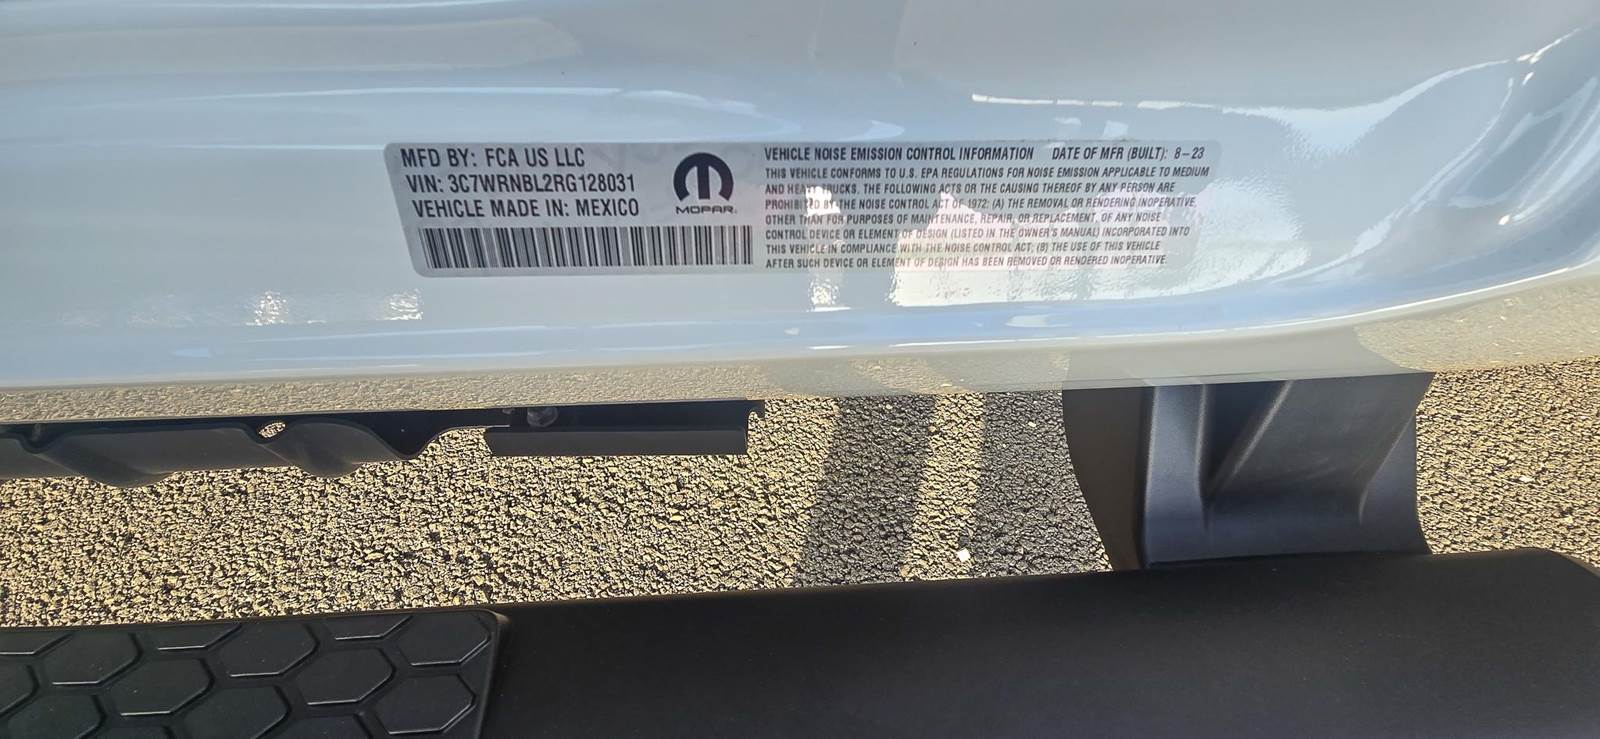 MFD BY: FCA US LLC
VIN: 3C7WRNBL2RG128031
VEHICLE MADE IN: MEXICO
MOPAR
VEHICLE NOISE EMISSION CONTROL INFORMATION DATE OF MFR (BUILT): 8-23
THIS VEHICLE CONFORMS TO U.S. EPA REGULATIONS FOR NOISE EMISSION APPLICABLE TO MEDIUM
AND HEAVY TRUCKS. THE FOLLOWING ACTS OR THE CAUSING THEREOF BY ANY PERSON ARE
PROHIBITED BY THE NOISE CONTROL ACT OF 1972: (A) THE REMOVAL OR RENDERING INOPERATIVE,
OTHER THAN FOR PURPOSES OF MAINTENANCE, REPAIR, OR REPLACEMENT, OF ANY NOISE
CONTROL DEVICE OR ELEMENT OF DESIGN (LISTED IN THE OWNER'S MANUAL) INCORPORATED INTO
THIS VEHICLE IN COMPLIANCE WITH THE NOISE CONTROL ACT; (B) THE USE OF THIS VEHICLE
AFTER SUCH DEVICE OR ELEMENT OF DESIGN HAS BEEN REMOVED OR RENDERED INOPERATIVE.